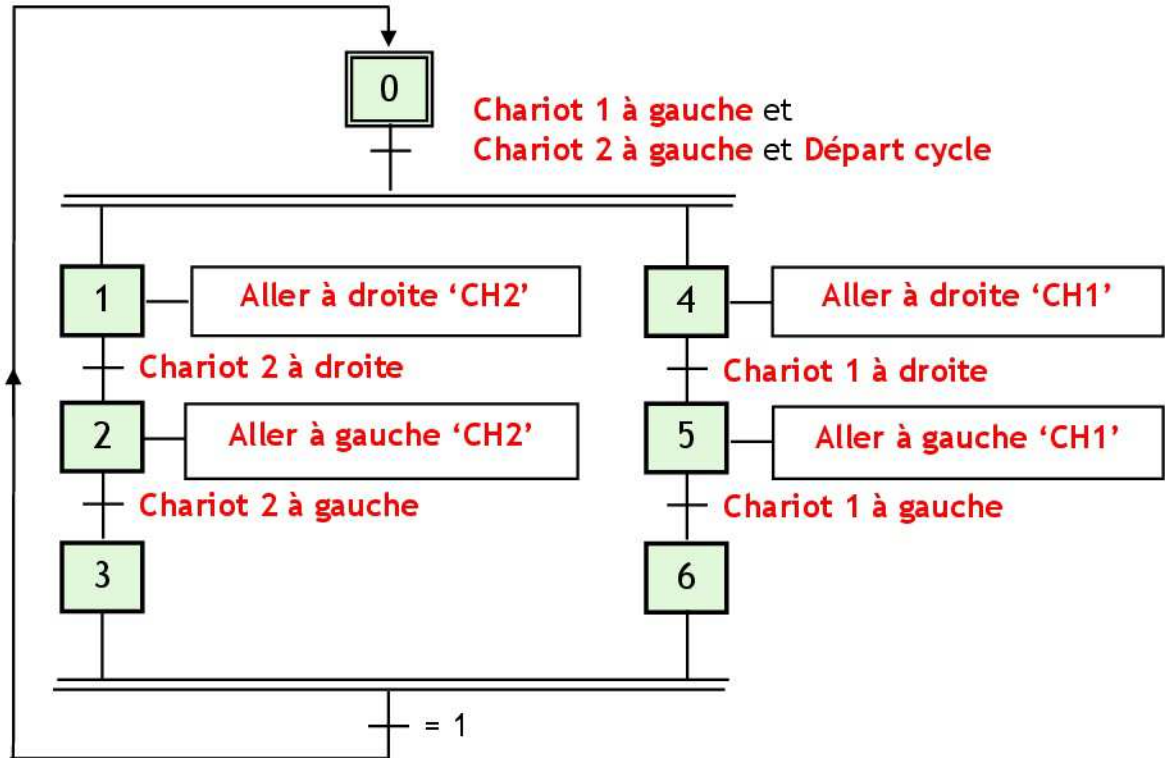 0
Chariot 1 à gauche et
Chariot 2 à gauche et Départ cycle
1
Aller à droite ‘CH2’
4
Aller à droite ‘CH1’
Chariot 2 à droite
Chariot 1 à droite
2
Aller à gauche ‘CH2’
5
Aller à gauche ‘CH1’
Chariot 2 à gauche
Chariot 1 à gauche
3
6
= 1